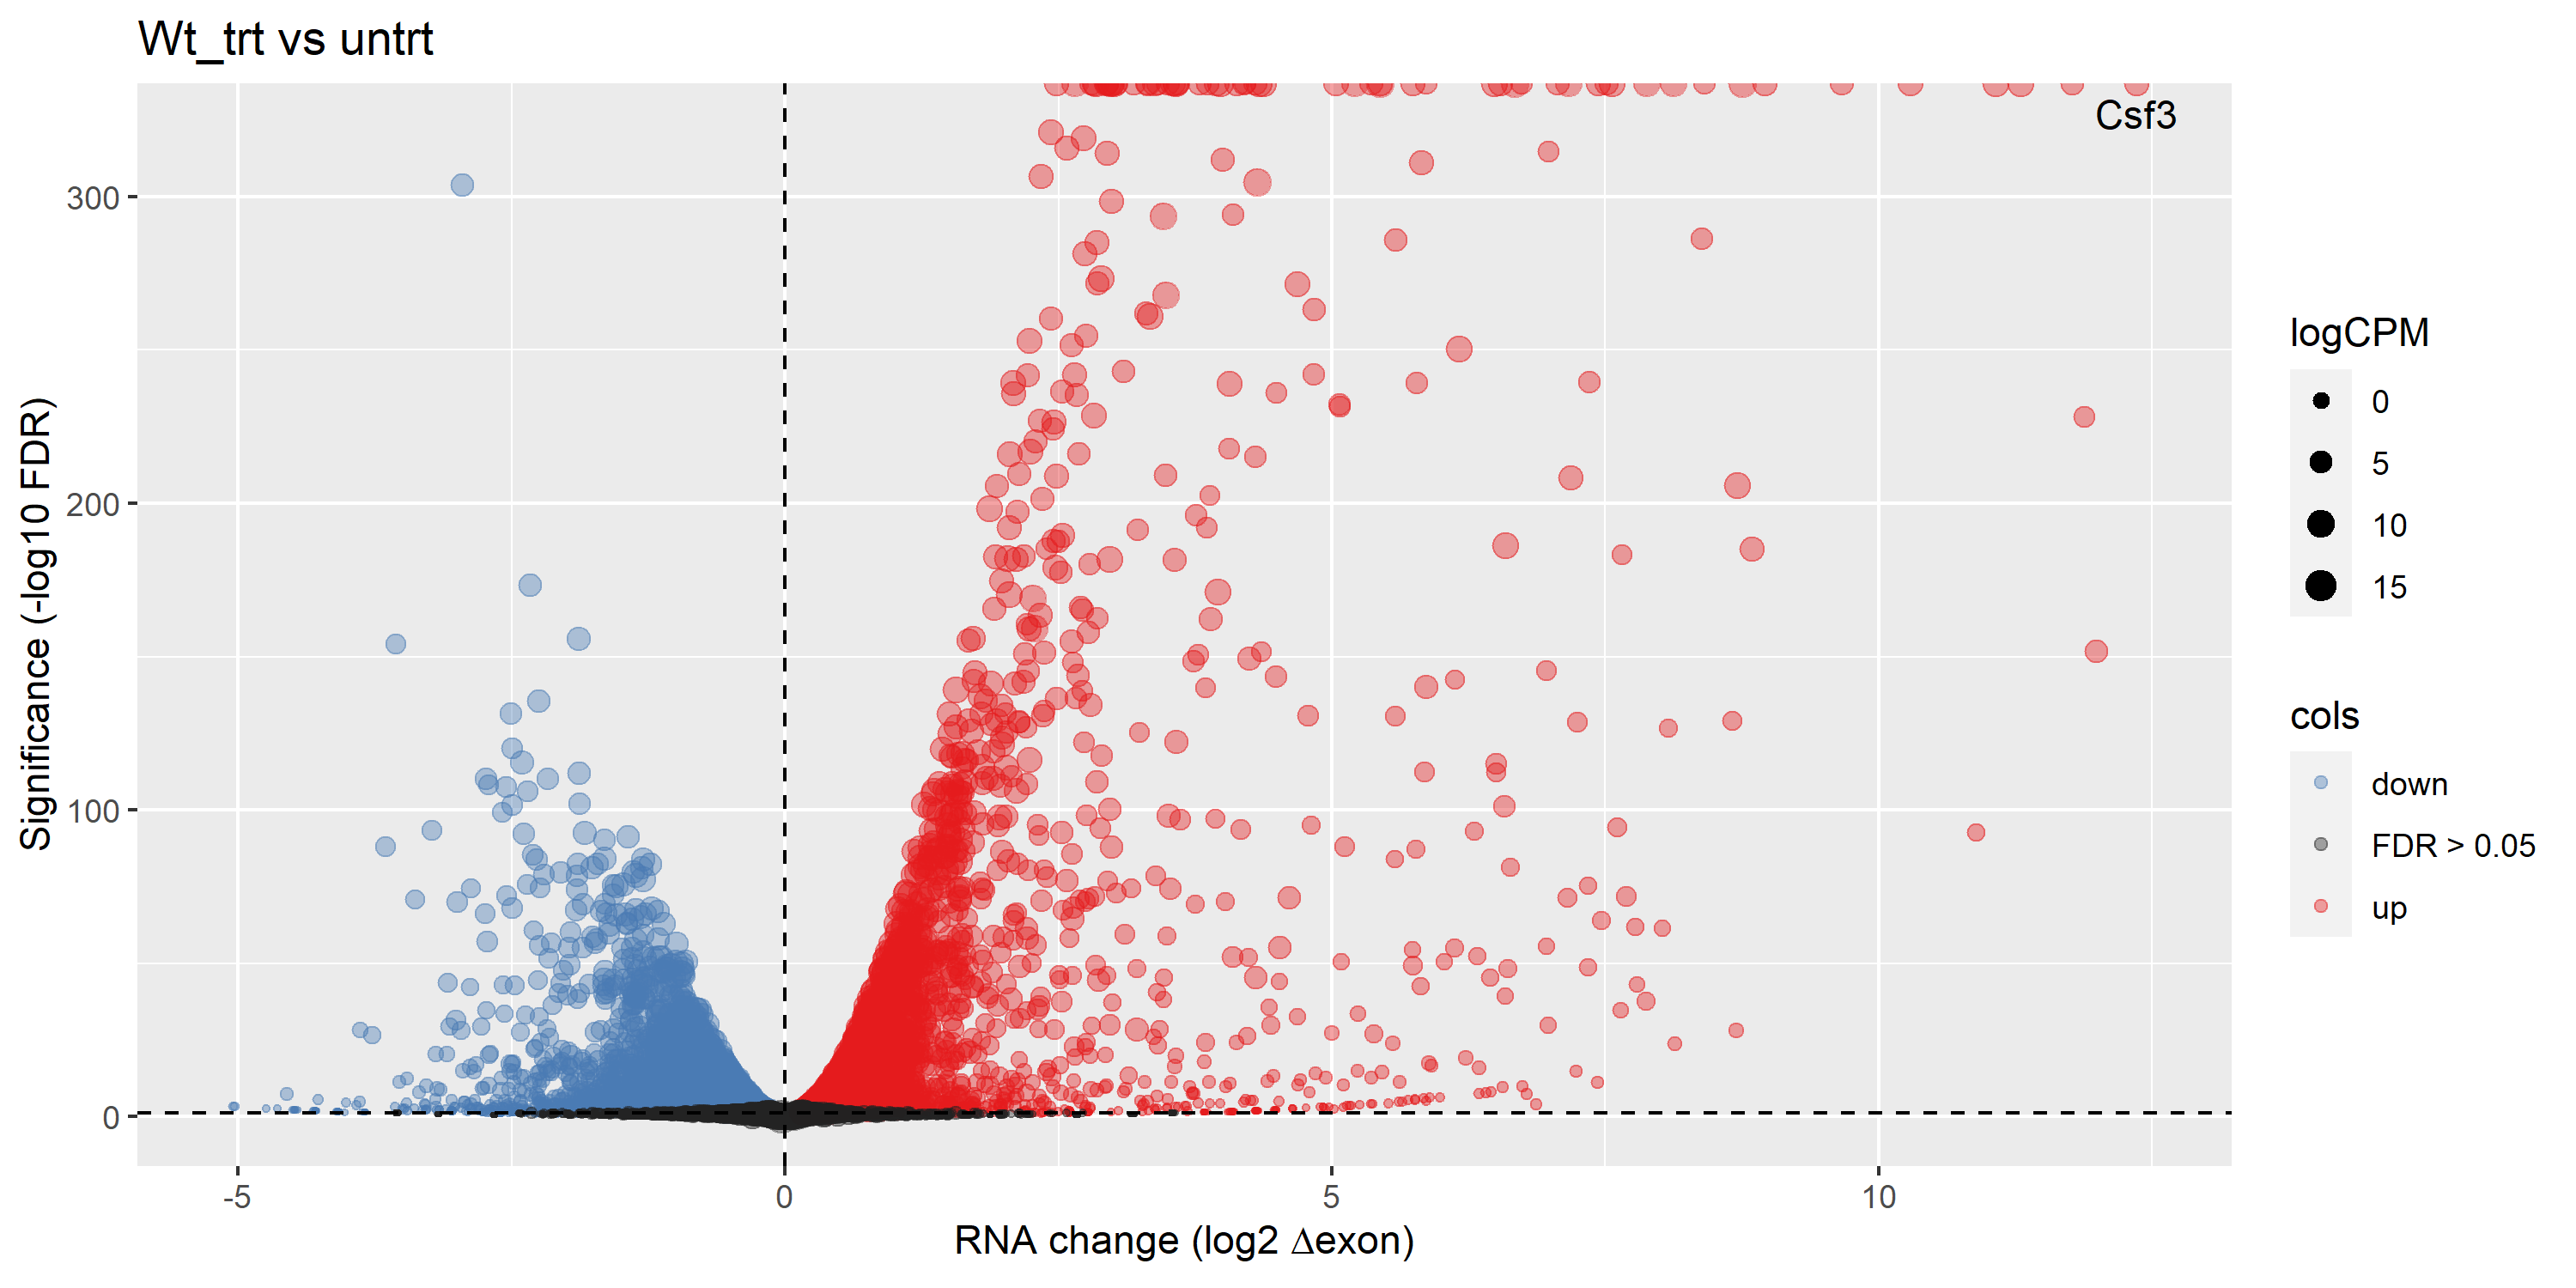 Wt_trt vs untrt
Csf3
300
200
100
0
Significance (-log10 FDR)
-5
0
5
10
RNA change (log2 Δexon)
logCPM
0
5
10
15
cols
down
FDR > 0.05
up